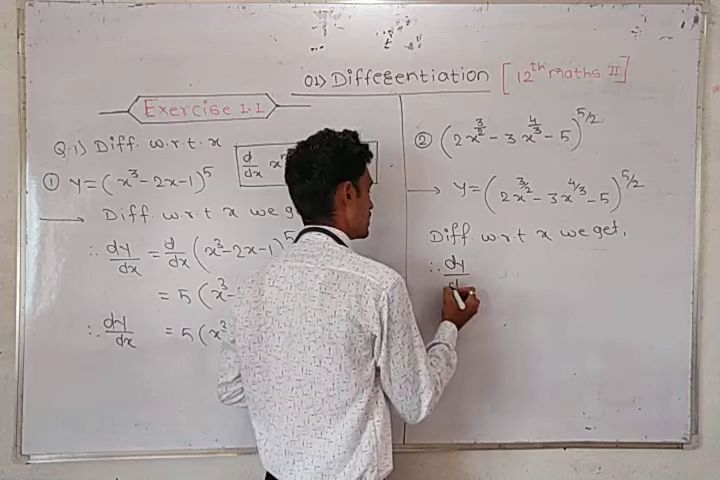 01) Differentiation [12th maths II]
Exercise 1.1
Q.1) Diff. w.r.t. x
d/dx x
① y = (x³ - 2x - 1)⁵
→ Diff w.r.t x we g
∴ dy/dx = d/dx (x³ - 2x - 1)⁵
= 5 (x³ -
∴ dy/dx = 5 (x³
② (2x^{3/2} - 3x^{4/3} - 5)^{5/2}
→ y = (2x^{3/2} - 3x^{4/3} - 5)^{5/2}
Diff. w.r.t x we get,
∴ dy/d